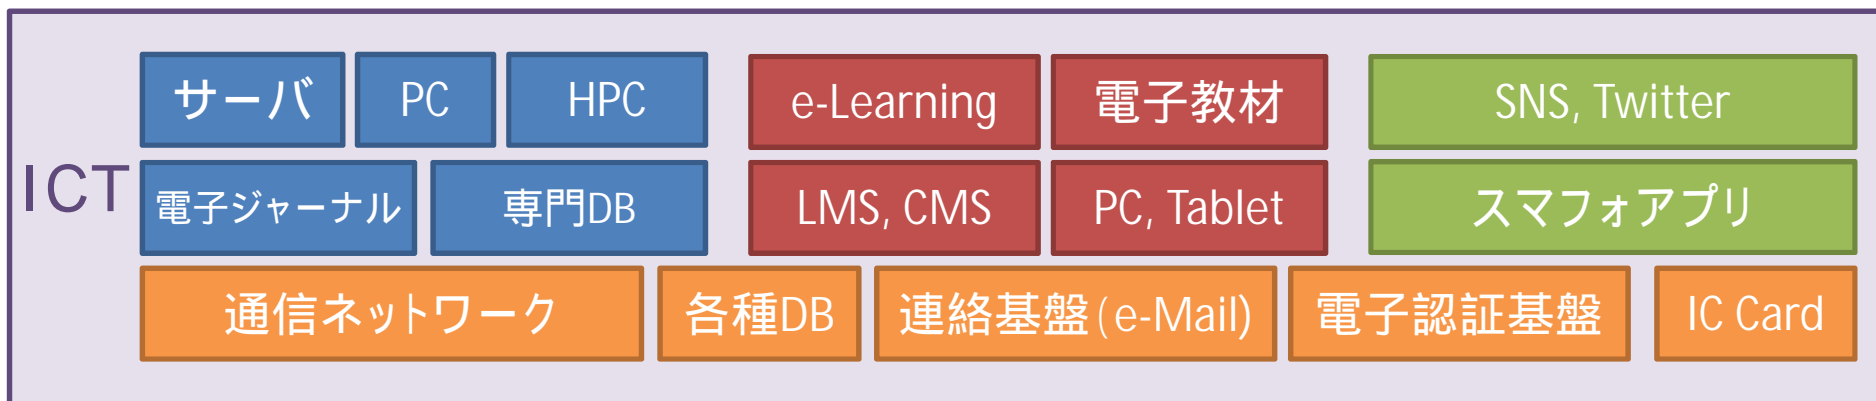 ICT
サーバ PC HPC e-Learning 電子教材 SNS, Twitter
電子ジャーナル 専門DB LMS, CMS PC, Tablet スマフォアプリ
通信ネットワーク 各種DB 連絡基盤(e-Mail) 電子認証基盤 IC Card